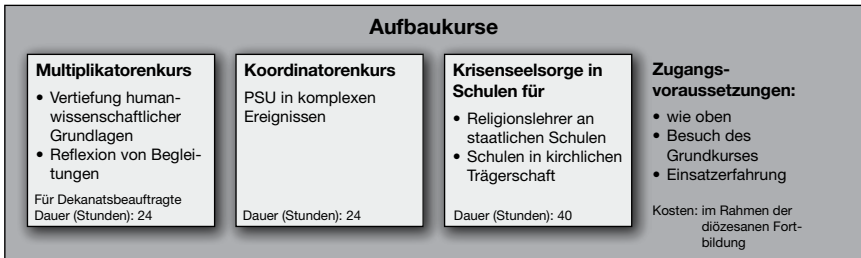 Aufbaukurse
Multiplikatorenkurs
• Vertiefung human-
wissenschaftlicher
Grundlagen
• Reflexion von Beglei-
tungen
Für Dekanatsbeauftragte
Dauer (Stunden): 24
Koordinatorenkurs
PSU in komplexen
Ereignissen
Dauer (Stunden): 24
Krisenseelsorge in
Schulen für
• Religionslehrer an
staatlichen Schulen
• Schulen in kirchlichen
Trägerschaft
Dauer (Stunden): 40
Zugangs-
voraussetzungen:
• wie oben
• Besuch des
Grundkurses
• Einsatzerfahrung
Kosten: im Rahmen der
diözesanen Fort-
bildung